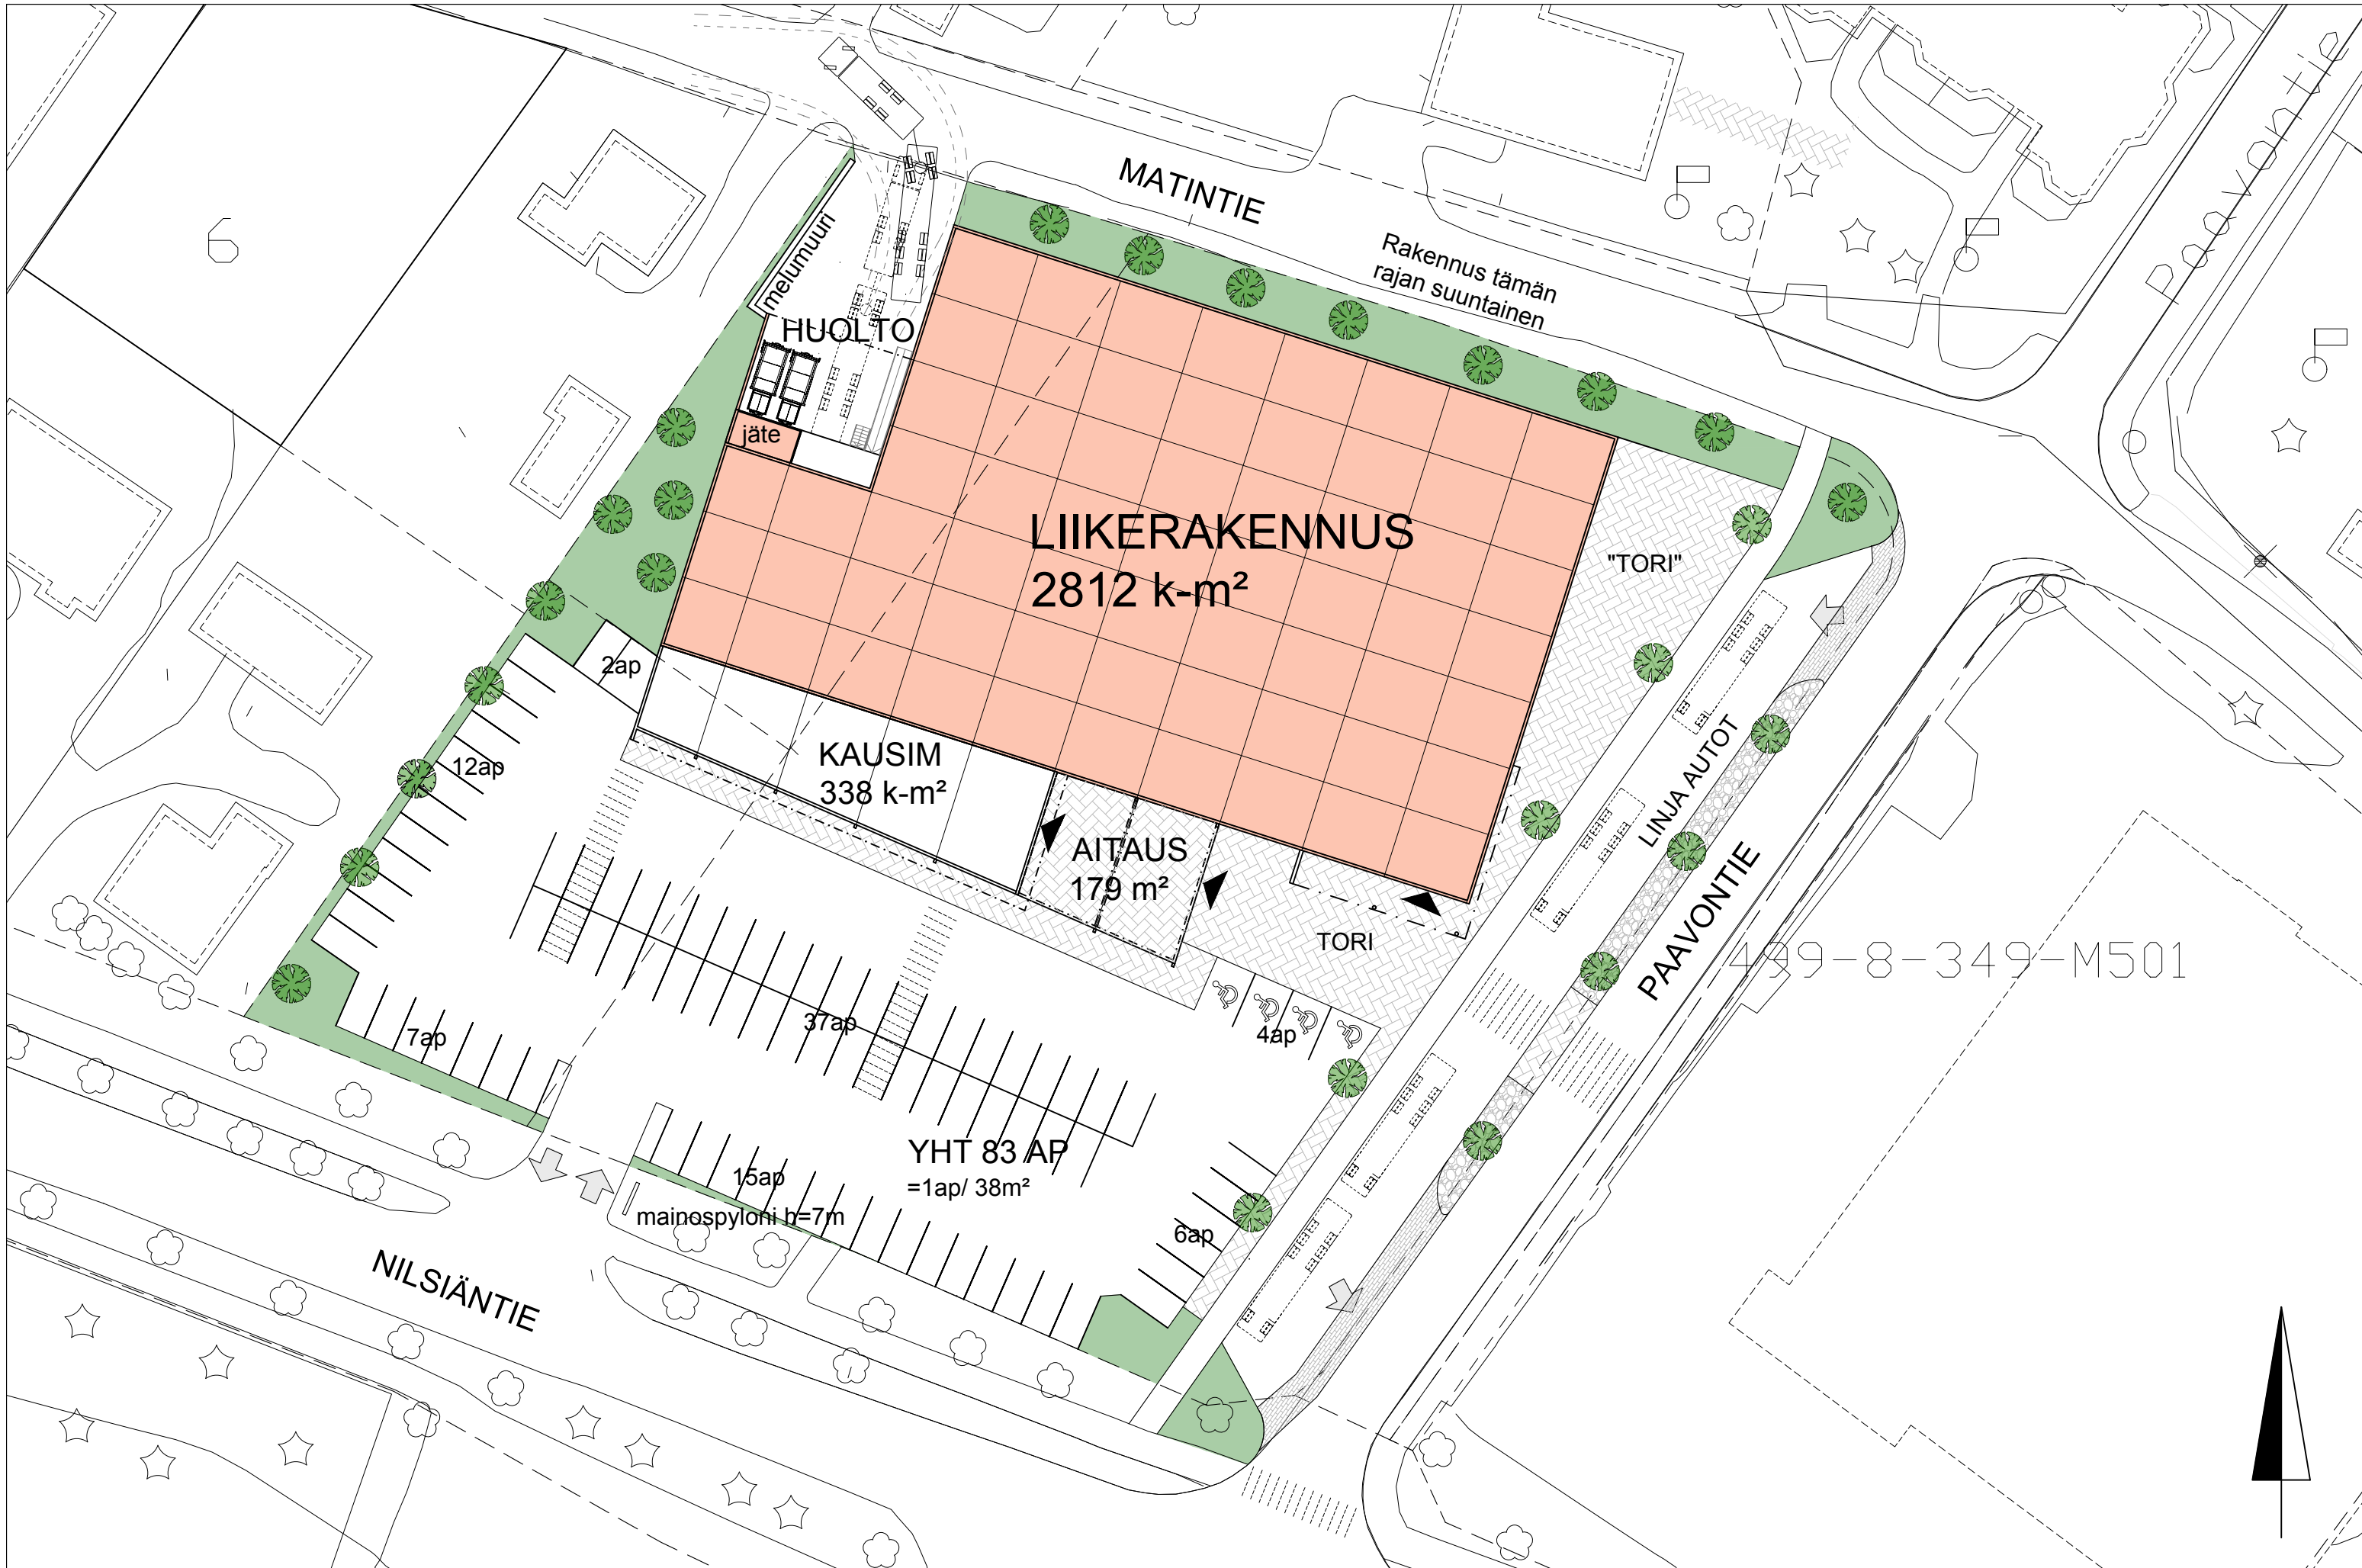 6
MATINTIE
PAAVONTIE
Rakennus tämän
rajan suuntainen
melumuuri
HUOLTO
jäte
LIIKERAKENNUS
2812 k-m²
"TORI"
2ap
12ap
KAUSIM
338 k-m²
LINJA AUTOT
AITAUS
179 m²
TORI
PAAVONTIE
499-8-349-M501
7ap
37ap
4ap
YHT 83 AP
=1ap/ 38m²
15ap
mainospyloni h=7m
6ap
NILSIÄNTIE